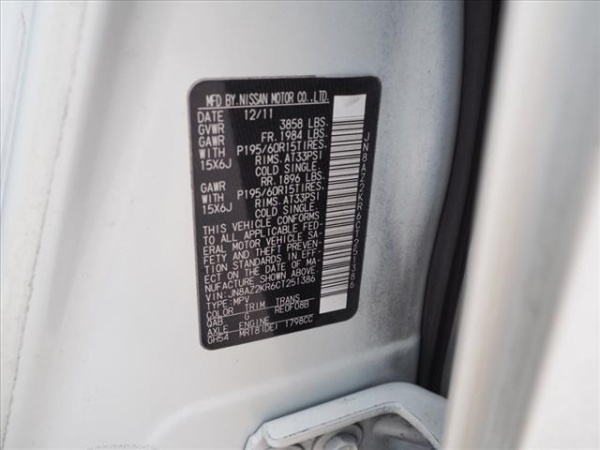 MFD BY NISSAN MOTOR CO.,LTD.
DATE 12/11
GVWR 3858 LBS.
GAWR FR. 1984 LBS.
WITH P195/60R15TIRES.
15X6J RIMS. AT33PSI
COLD SINGLE.
GAWR RR. 1896 LBS.
WITH P195/60R15TIRES.
15X6J RIMS. AT33PSI
COLD SINGLE.
THIS VEHICLE CONFORMS
TO ALL APPLICABLE FED-
ERAL MOTOR VEHICLE SA-
FETY AND THEFT PREVEN-
TION STANDARDS IN EFF-
ECT ON THE DATE OF MA-
NUFACTURE SHOWN ABOVE.
VIN:JN8AZ2KR6CT251386
TYPE:MPV
COLOR TRIM TRANS
QAB G RE0F08B
AXLE ENGINE
GH54 MRT8(DE) 1798CC
JN8AZ2KR6CT251386